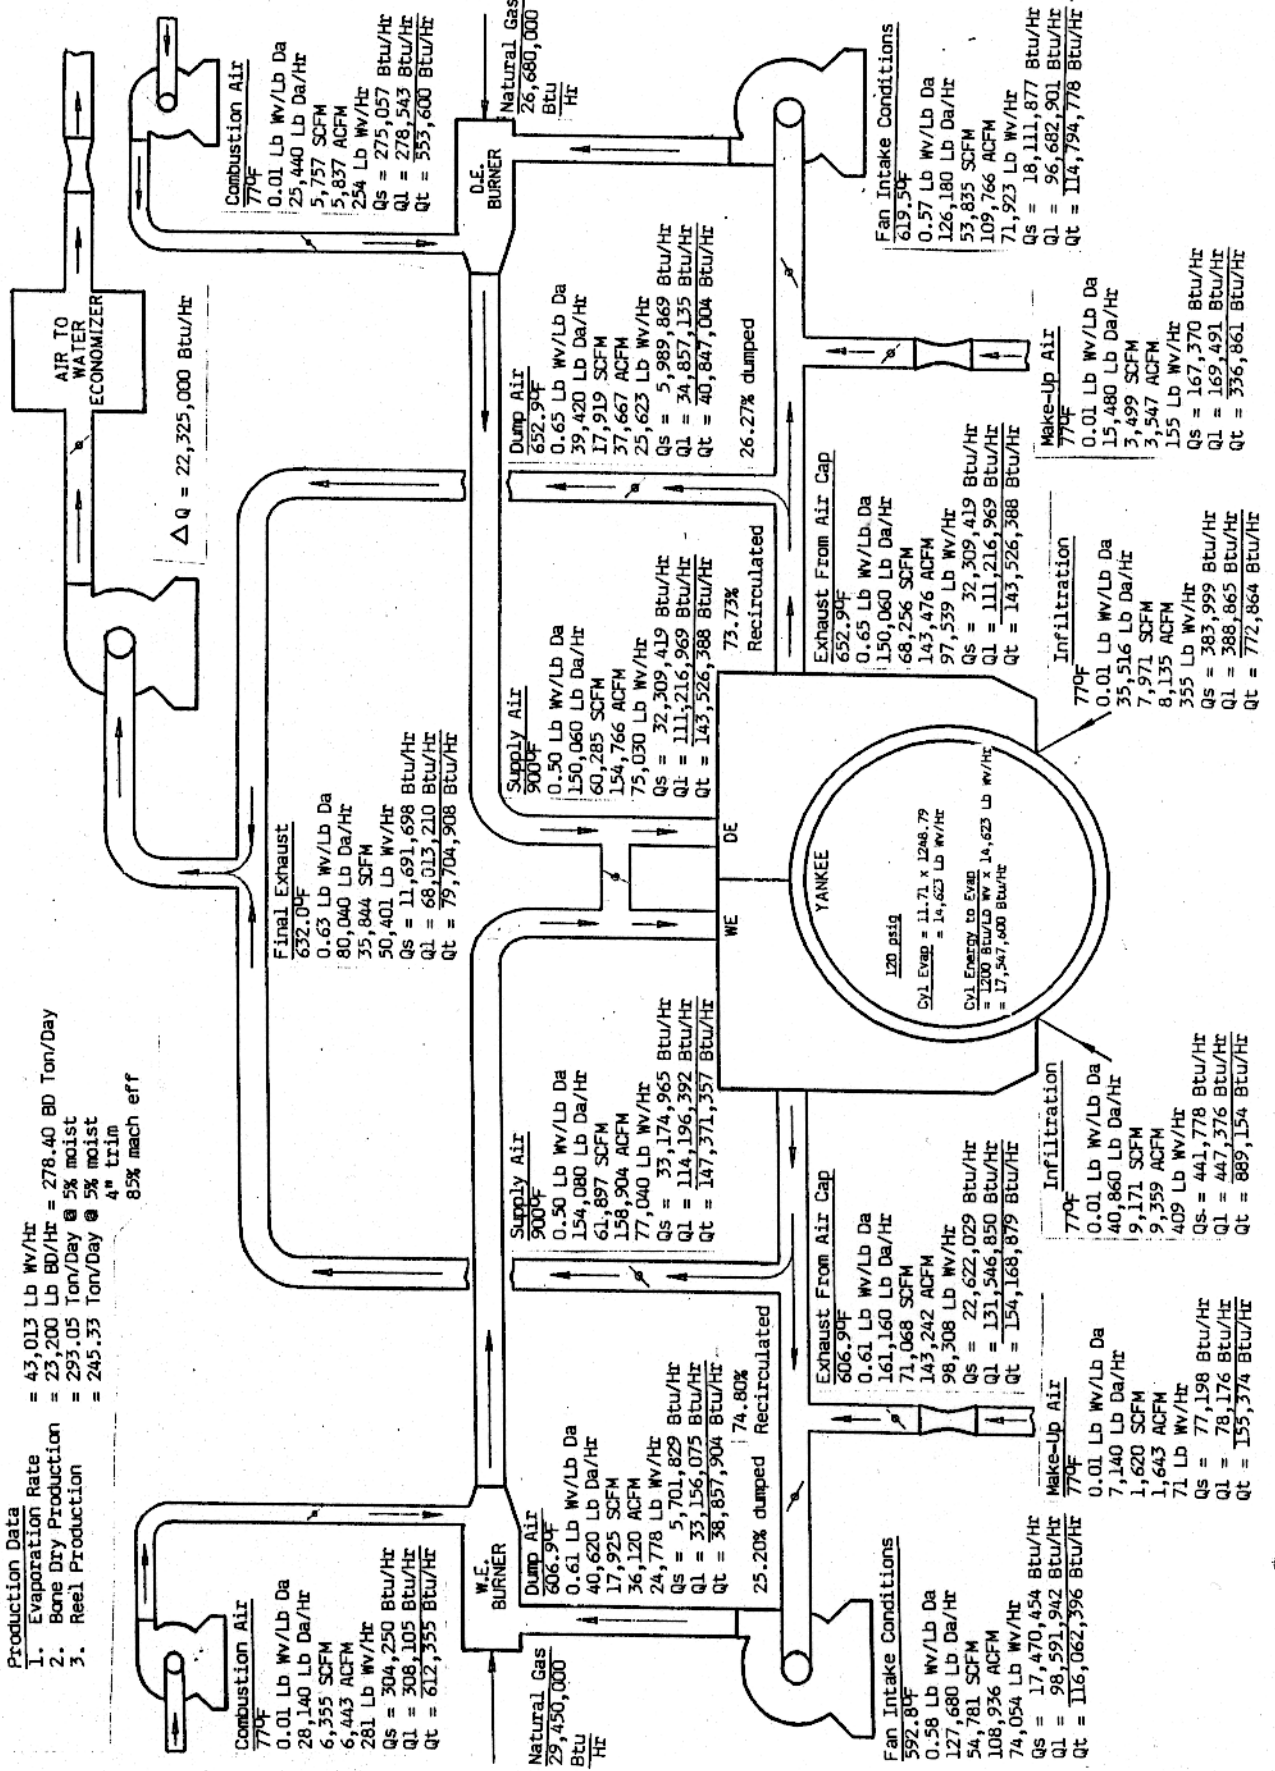 Production Data
1. Evaporation Rate = 43,013 Lb Wv/Hr
2. Bone Dry Production = 23,200 Lb BD/Hr = 278.40 BD Ton/Day
3. Reel Production = 293.05 Ton/Day @ 5% moist
= 245.33 Ton/Day @ 5% moist
4" trim
85% mach eff
AIR TO
WATER
ECONOMIZER
Δ Q = 22,325,000 Btu/Hr
Combustion Air
77ºF
0.01 Lb Wv/Lb Da
28,140 Lb Da/Hr
6,355 SCFM
6,443 ACFM
281 Lb Wv/Hr
Qs = 304,250 Btu/Hr
Ql = 308,105 Btu/Hr
Qt = 612,355 Btu/Hr
Final Exhaust
632.0ºF
0.63 Lb Wv/Lb Da
80,040 Lb Da/Hr
35,844 SCFM
50,401 Lb Wv/Hr
Qs = 11,691,698 Btu/Hr
Ql = 68,013,210 Btu/Hr
Qt = 79,704,908 Btu/Hr
Combustion Air
77ºF
0.01 Lb Wv/Lb Da
25,440 Lb Da/Hr
5,757 SCFM
5,837 ACFM
254 Lb Wv/Hr
Qs = 275,057 Btu/Hr
Ql = 278,543 Btu/Hr
Qt = 553,600 Btu/Hr
W.E.
BURNER
D.E.
BURNER
Natural Gas
29,450,000
Btu
Hr
Natural Gas
26,680,000
Btu
Hr
Dump Air
606.9ºF
0.61 Lb Wv/Lb Da
40,620 Lb Da/Hr
17,925 SCFM
36,120 ACFM
24,778 Lb Wv/Hr
Qs = 5,701,829 Btu/Hr
Ql = 33,156,075 Btu/Hr
Qt = 38,857,904 Btu/Hr
25.20% dumped
74.80%
Recirculated
Supply Air
900ºF
0.50 Lb Wv/Lb Da
154,080 Lb Da/Hr
61,897 SCFM
158,904 ACFM
77,040 Lb Wv/Hr
Qs = 33,174,965 Btu/Hr
Ql = 114,196,392 Btu/Hr
Qt = 147,371,357 Btu/Hr
Supply Air
900ºF
0.50 Lb Wv/Lb Da
150,060 Lb Da/Hr
60,285 SCFM
154,766 ACFM
75,030 Lb Wv/Hr
Qs = 32,309,419 Btu/Hr
Ql = 111,216,969 Btu/Hr
Qt = 143,526,388 Btu/Hr
73.73%
Recirculated
Dump Air
652.9ºF
0.65 Lb Wv/Lb Da
39,420 Lb Da/Hr
17,919 SCFM
37,667 ACFM
25,623 Lb Wv/Hr
Qs = 5,989,869 Btu/Hr
Ql = 34,857,135 Btu/Hr
Qt = 40,847,004 Btu/Hr
26.27% dumped
WE
DE
YANKEE
120 psig
Cyl Evap = 11.71 x 1248.79
= 14,623 Lb Wv/Hr
Cyl Energy to Evap
= 1200 Btu/Lb Wv x 14,623 Lb Wv/Hr
= 17,547,600 Btu/Hr
Fan Intake Conditions
592.8ºF
0.58 Lb Wv/Lb Da
127,680 Lb Da/Hr
54,781 SCFM
108,936 ACFM
74,054 Lb Wv/Hr
Qs = 17,470,454 Btu/Hr
Ql = 98,591,942 Btu/Hr
Qt = 116,062,396 Btu/Hr
Exhaust From Air Cap
606.9ºF
0.61 Lb Wv/Lb Da
161,160 Lb Da/Hr
71,068 SCFM
143,242 ACFM
98,308 Lb Wv/Hr
Qs = 22,622,029 Btu/Hr
Ql = 131,546,850 Btu/Hr
Qt = 154,168,879 Btu/Hr
Exhaust From Air Cap
652.9ºF
0.65 Lb Wv/Lb Da
150,060 Lb Da/Hr
68,256 SCFM
143,476 ACFM
97,539 Lb Wv/Hr
Qs = 32,309,419 Btu/Hr
Ql = 111,216,969 Btu/Hr
Qt = 143,526,388 Btu/Hr
Fan Intake Conditions
619.5ºF
0.57 Lb Wv/Lb Da
126,180 Lb Da/Hr
53,835 SCFM
109,766 ACFM
71,923 Lb Wv/Hr
Qs = 18,111,877 Btu/Hr
Ql = 96,682,901 Btu/Hr
Qt = 114,794,778 Btu/Hr
Make-Up Air
77ºF
0.01 Lb Wv/Lb Da
7,140 Lb Da/Hr
1,620 SCFM
1,643 ACFM
71 Lb Wv/Hr
Qs = 77,198 Btu/Hr
Ql = 78,176 Btu/Hr
Qt = 155,374 Btu/Hr
Infiltration
77ºF
0.01 Lb Wv/Lb Da
40,860 Lb Da/Hr
9,171 SCFM
9,359 ACFM
409 Lb Wv/Hr
Qs = 441,778 Btu/Hr
Ql = 447,376 Btu/Hr
Qt = 889,154 Btu/Hr
Infiltration
77ºF
0.01 Lb Wv/Lb Da
35,516 Lb Da/Hr
7,971 SCFM
8,135 ACFM
355 Lb Wv/Hr
Qs = 383,999 Btu/Hr
Ql = 388,865 Btu/Hr
Qt = 772,864 Btu/Hr
Make-Up Air
77ºF
0.01 Lb Wv/Lb Da
15,480 Lb Da/Hr
3,499 SCFM
3,547 ACFM
155 Lb Wv/Hr
Qs = 167,370 Btu/Hr
Ql = 169,491 Btu/Hr
Qt = 336,861 Btu/Hr